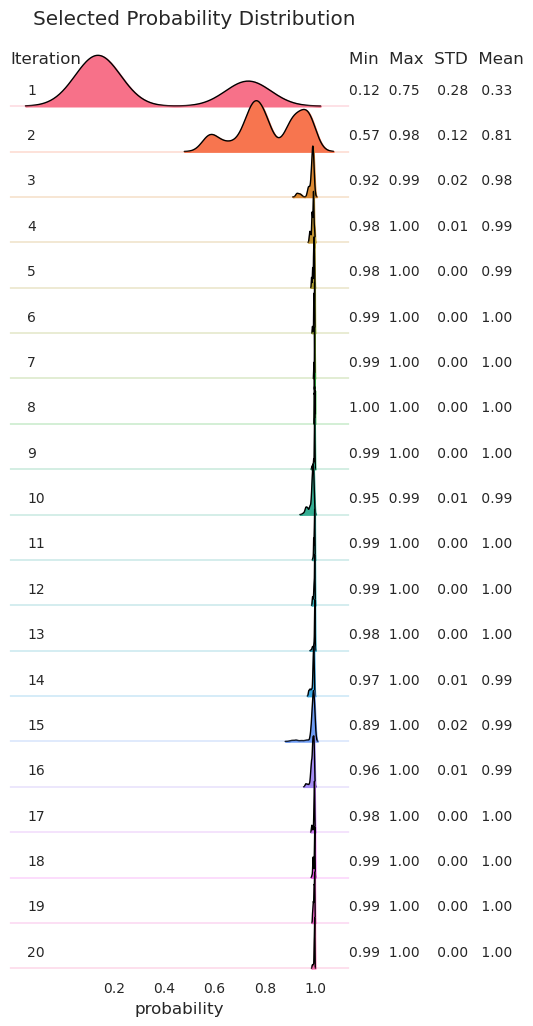 Selected Probability Distribution
Iteration Min Max STD Mean
1 0.12 0.75 0.28 0.33
2 0.57 0.98 0.12 0.81
3 0.92 0.99 0.02 0.98
4 0.98 1.00 0.01 0.99
5 0.98 1.00 0.00 0.99
6 0.99 1.00 0.00 1.00
7 0.99 1.00 0.00 1.00
8 1.00 1.00 0.00 1.00
9 0.99 1.00 0.00 1.00
10 0.95 0.99 0.01 0.99
11 0.99 1.00 0.00 1.00
12 0.99 1.00 0.00 1.00
13 0.98 1.00 0.00 1.00
14 0.97 1.00 0.01 0.99
15 0.89 1.00 0.02 0.99
16 0.96 1.00 0.01 0.99
17 0.98 1.00 0.00 1.00
18 0.99 1.00 0.00 1.00
19 0.99 1.00 0.00 1.00
20 0.99 1.00 0.00 1.00
0.2 0.4 0.6 0.8 1.0
probability